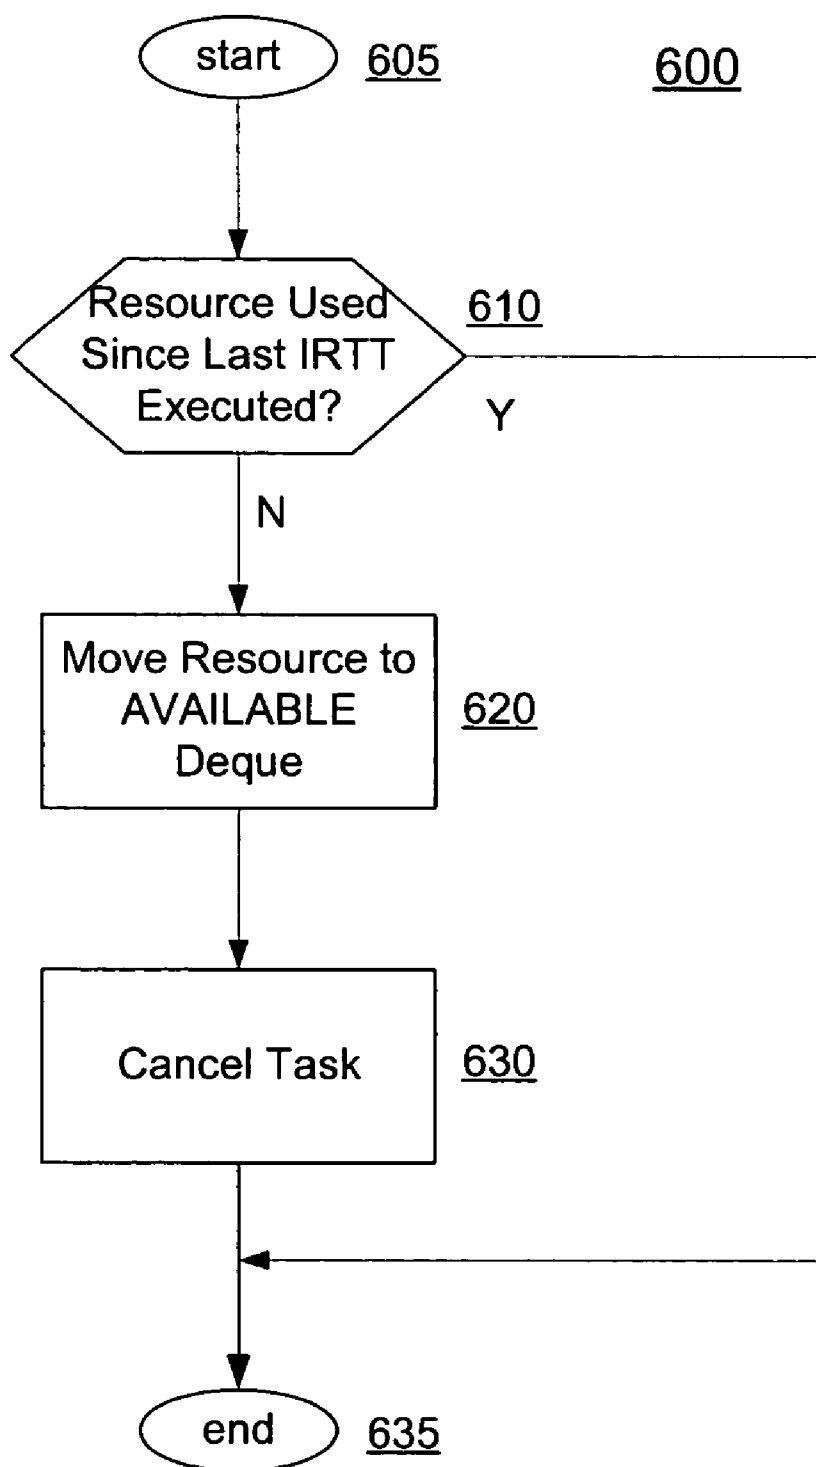 start
605
600
Resource Used
Since Last IRTT
Executed?
610
Y
N
Move Resource to
AVAILABLE
Deque
620
Cancel Task
630
end
635